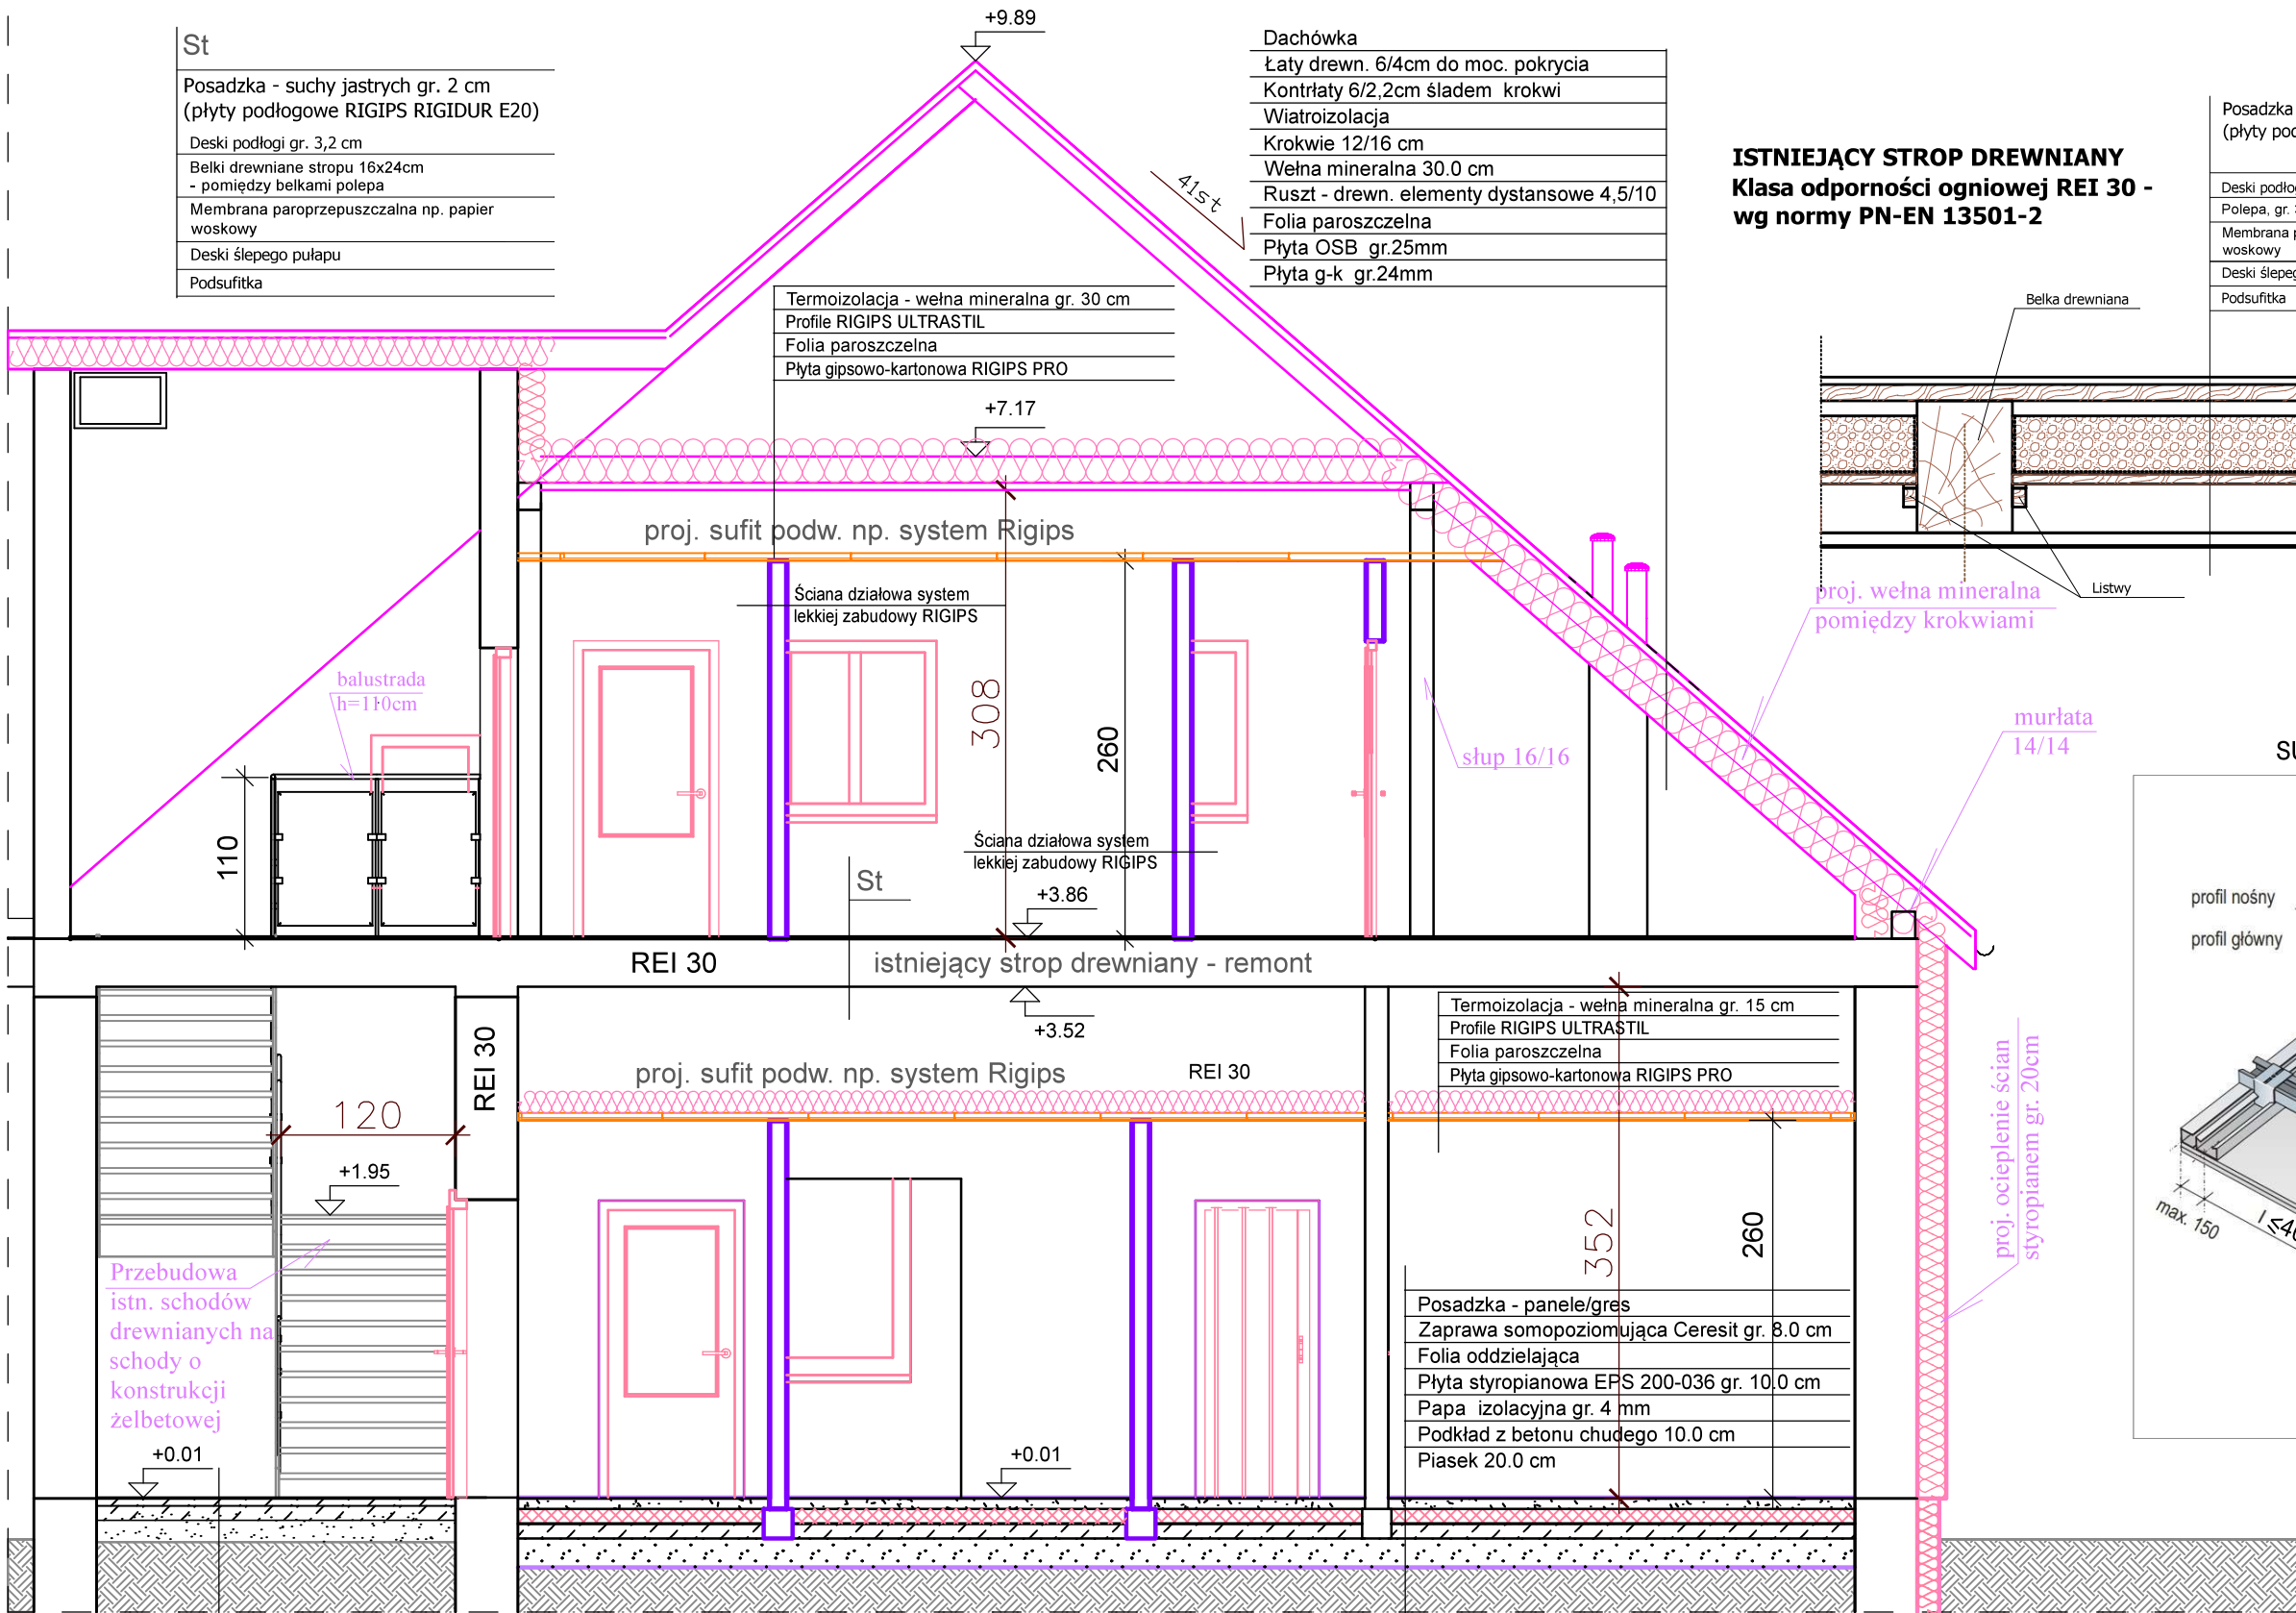 St
Posadzka - suchy jastrych gr. 2 cm
(płyty podłogowe RIGIPS RIGIDUR E20)
Deski podłogi gr. 3,2 cm
Belki drewniane stropu 16x24cm
- pomiędzy belkami polepa
Membrana paroprzepuszczalna np. papier
woskowy
Deski ślepego pułapu
Podsufitka
+9.89
Dachówka
Łaty drewn. 6/4cm do moc. pokrycia
Kontrłaty 6/2,2cm śladem krokwi
Wiatroizolacja
Krokwie 12/16 cm
Wełna mineralna 30.0 cm
Ruszt - drewn. elementy dystansowe 4,5/10
Folia paroszczelna
Płyta OSB gr.25mm
Płyta g-k gr.24mm
41st
ISTNIEJĄCY STROP DREWNIANY
Klasa odporności ogniowej REI 30 -
wg normy PN-EN 13501-2
Posadzka
(płyty
Deski
Polepa, gr.
Membrana
woskowy
Deski
Podsufitka
Belka drewniana
Listwy
Termoizolacja - wełna mineralna gr. 30 cm
Profile RIGIPS ULTRASTIL
Folia paroszczelna
Płyta gipsowo-kartonowa RIGIPS PRO
+7.17
proj. sufit podw. np. system Rigips
Ściana działowa system
lekkiej zabudowy RIGIPS
proj. wełna mineralna
pomiędzy krokwiami
balustrada
h=110cm
308
260
słup 16/16
murłata
14/14
110
Ściana działowa system
lekkiej zabudowy RIGIPS
St
+3.86
profil nośny
profil główny
REI 30
istniejący strop drewniany - remont
+3.52
Termoizolacja - wełna mineralna gr. 15 cm
Profile RIGIPS ULTRASTIL
Folia paroszczelna
Płyta gipsowo-kartonowa RIGIPS PRO
REI 30
proj. sufit podw. np. system Rigips
REI 30
120
+1.95
352
260
proj. ocieplenie ścian
styropianem gr. 20cm
max. 150
Przebudowa
istn. schodów
drewnianych na
schody o
konstrukcji
żelbetowej
Posadzka - panele/gres
Zaprawa somopoziomująca Ceresit gr. 8.0 cm
Folia oddzielająca
Płyta styropianowa EPS 200-036 gr. 10.0 cm
Papa izolacyjna gr. 4 mm
Podkład z betonu chudego 10.0 cm
Piasek 20.0 cm
+0.01
+0.01